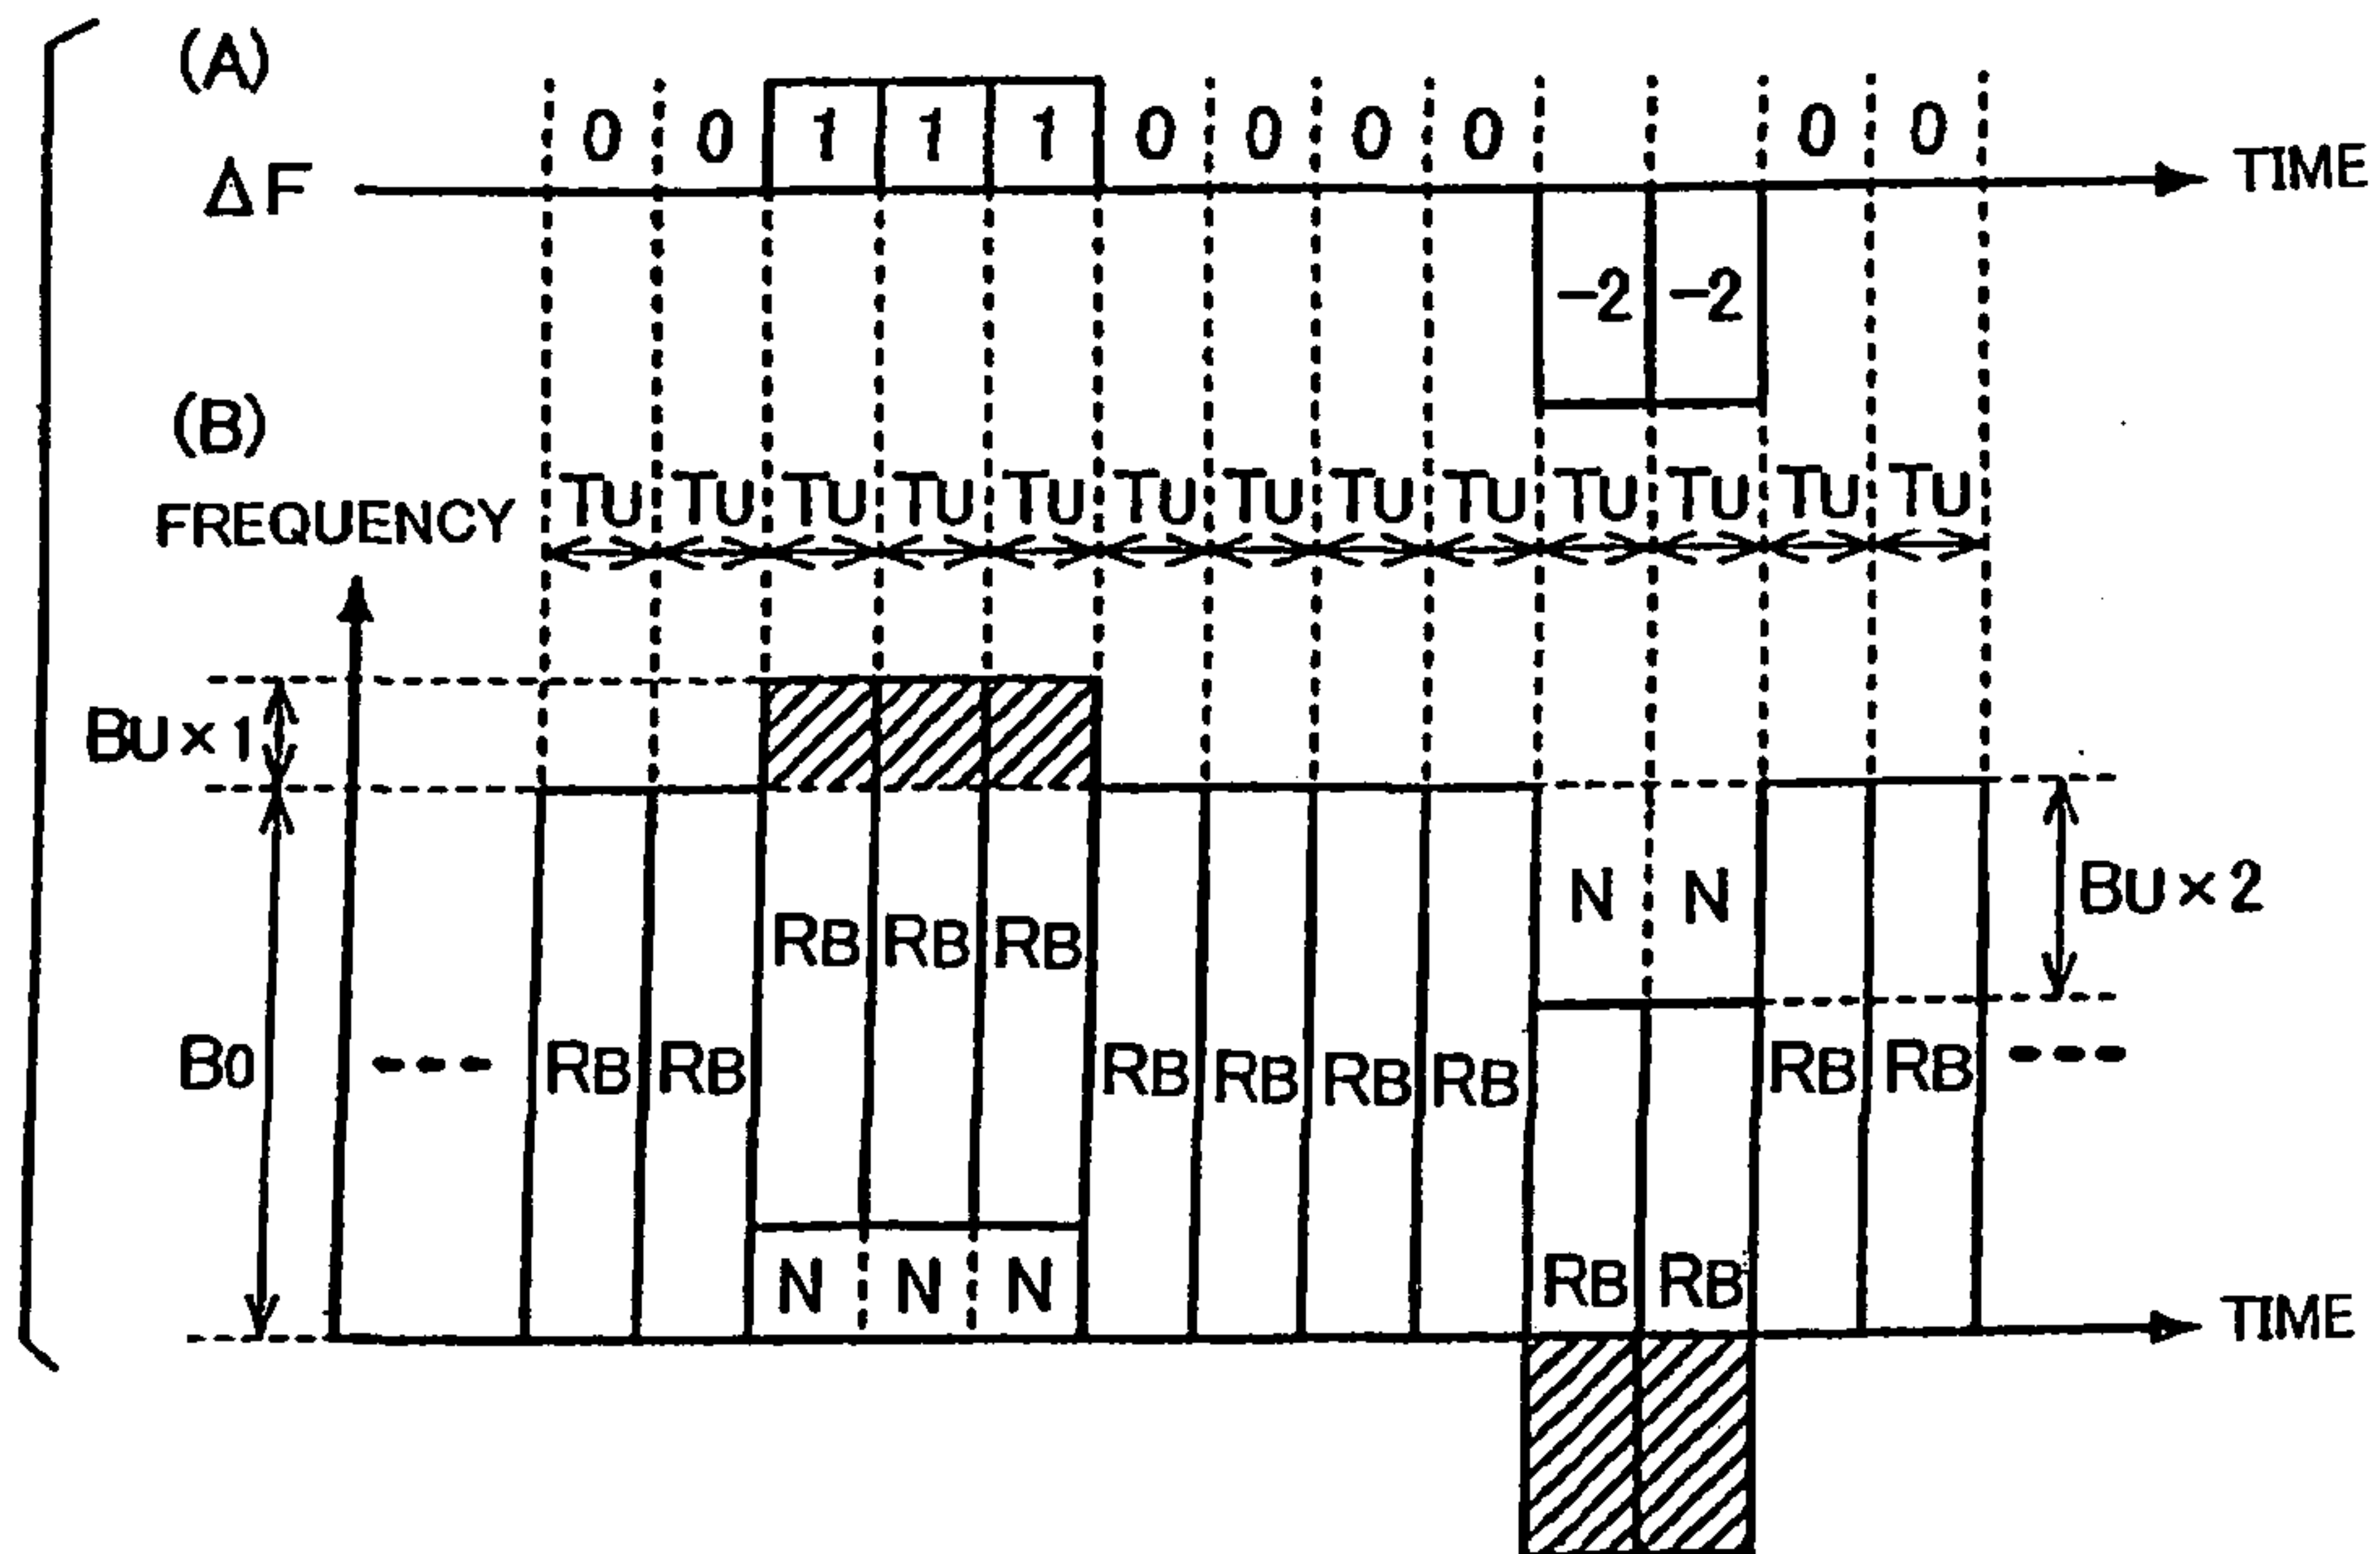 (A)
0 0 1 1 1 0 0 0 0 0 0
ΔF TIME
-2 -2
(B)
TU TU TU TU TU TU TU TU TU TU TU TU TU
FREQUENCY
BU×1
N N BU×2
RB RB RB
B0 RB RB RB RB RB RB RB RB
N N N RB RB
TIME